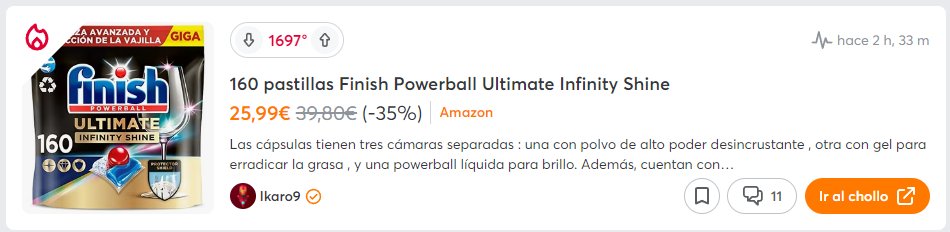 ZA AVANZADA Y
CCIÓN DE LA VAJILLA
GIGA
finish
POWERBALL
ULTIMATE
INFINITY SHINE
160
PROTECTOR
SHIELD
1697°
hace 2 h, 33 m
160 pastillas Finish Powerball Ultimate Infinity Shine
25,99€ 39,80€ (-35%) Amazon
Las cápsulas tienen tres cámaras separadas : una con polvo de alto poder desincrustante , otra con gel para
erradicar la grasa , y una powerball líquida para brillo. Además, cuentan con…
Ikaro9
11
Ir al chollo